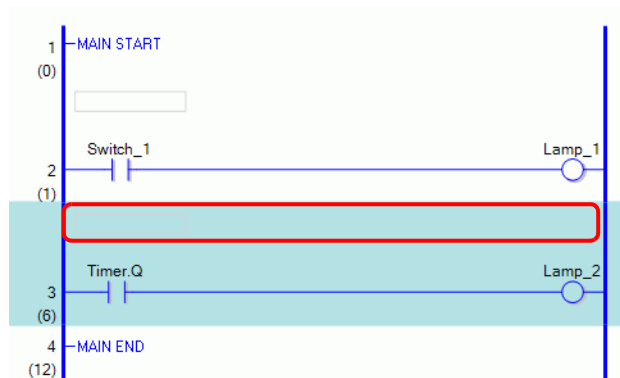 1 MAIN START
(0)
Switch_1 Lamp_1
2
(1)
Timer.Q Lamp_2
3
(6)
4 MAIN END
(12)